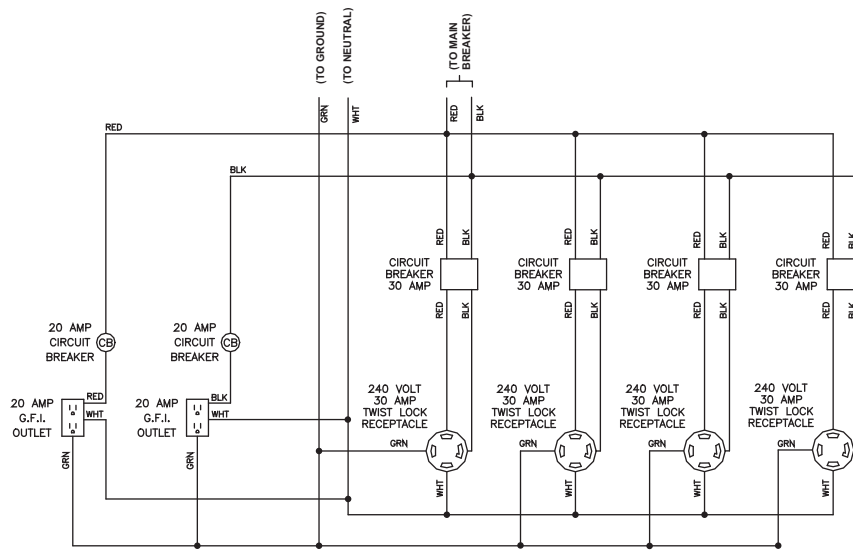 (TO GROUND)
(TO NEUTRAL)
(TO MAIN
BREAKER)
GRN
WHT
RED
BLK
RED
BLK
RED
BLK
RED
BLK
RED
BLK
RED
BLK
CIRCUIT
BREAKER
30 AMP
CIRCUIT
BREAKER
30 AMP
CIRCUIT
BREAKER
30 AMP
CIRCUIT
BREAKER
30 AMP
RED
BLK
RED
BLK
RED
BLK
RED
BLK
20 AMP
CIRCUIT
BREAKER
CB
20 AMP
CIRCUIT
BREAKER
CB
20 AMP
G.F.I.
OUTLET
RED
WHT
GRN
20 AMP
G.F.I.
OUTLET
BLK
WHT
GRN
240 VOLT
30 AMP
TWIST LOCK
RECEPTACLE
240 VOLT
30 AMP
TWIST LOCK
RECEPTACLE
240 VOLT
30 AMP
TWIST LOCK
RECEPTACLE
240 VOLT
30 AMP
TWIST LOCK
RECEPTACLE
GRN
GRN
GRN
GRN
WHT
WHT
WHT
WHT